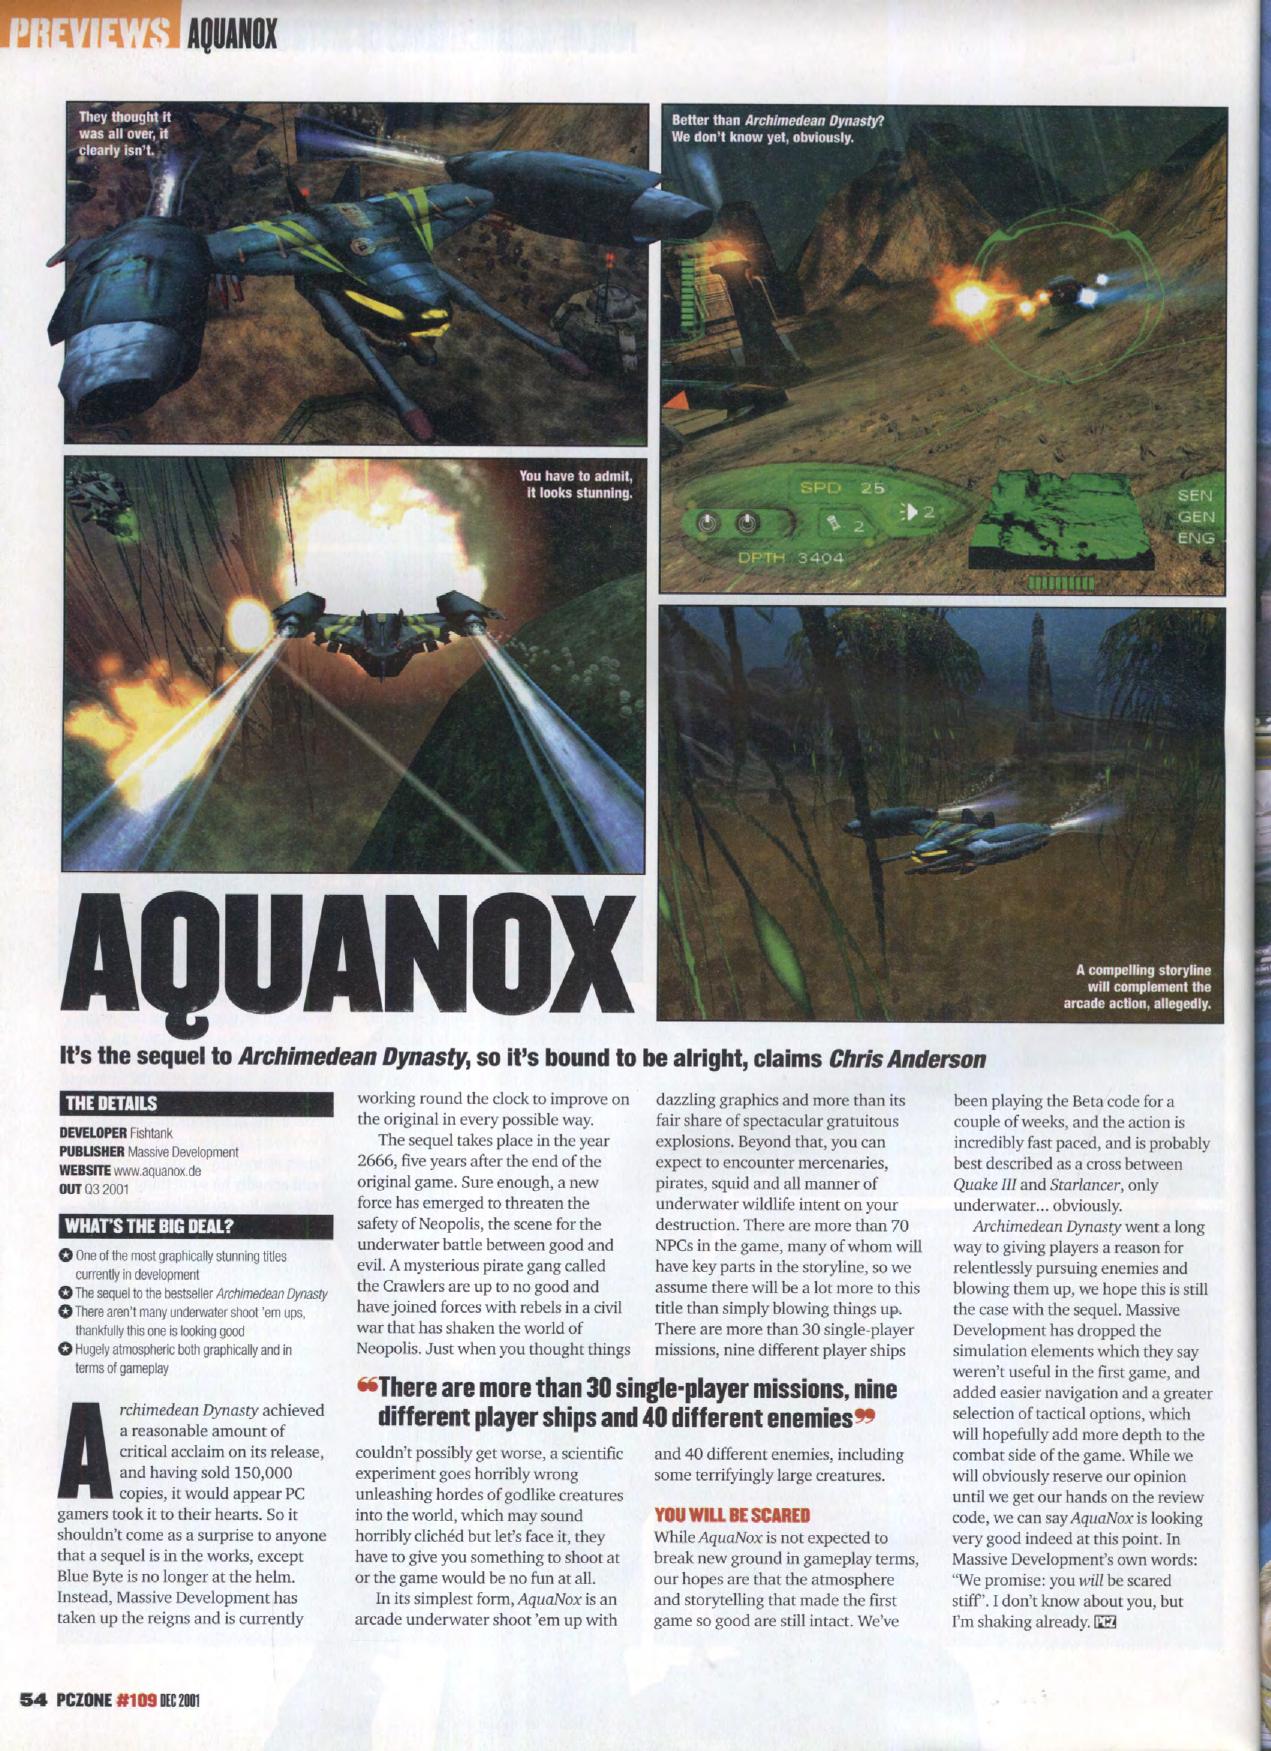 PREVIEWS AQUANOX
They thought it
was all over, it
clearly isn't.
Better than Archimedean Dynasty?
We don't know yet, obviously.
SPD 25
2
2
DPTH 3404
SEN
GEN
ENG
You have to admit,
it looks stunning.
A compelling storyline
will complement the
arcade action, allegedly.
AQUANOX
It's the sequel to Archimedean Dynasty, so it's bound to be alright, claims Chris Anderson
THE DETAILS
DEVELOPER Fishtank
PUBLISHER Massive Development
WEBSITE www.aquanox.de
OUT Q3 2001
WHAT'S THE BIG DEAL?
One of the most graphically stunning titles
currently in development
The sequel to the bestseller Archimedean Dynasty
There aren't many underwater shoot 'em ups,
thankfully this one is looking good
Hugely atmospheric both graphically and in
terms of gameplay
Archimedean Dynasty achieved
a reasonable amount of
critical acclaim on its release,
and having sold 150,000
copies, it would appear PC
gamers took it to their hearts. So it
shouldn't come as a surprise to anyone
that a sequel is in the works, except
Blue Byte is no longer at the helm.
Instead, Massive Development has
taken up the reigns and is currently
working round the clock to improve on
the original in every possible way.
The sequel takes place in the year
2666, five years after the end of the
original game. Sure enough, a new
force has emerged to threaten the
safety of Neopolis, the scene for the
underwater battle between good and
evil. A mysterious pirate gang called
the Crawlers are up to no good and
have joined forces with rebels in a civil
war that has shaken the world of
Neopolis. Just when you thought things
couldn't possibly get worse, a scientific
experiment goes horribly wrong
unleashing hordes of godlike creatures
into the world, which may sound
horribly clichéd but let's face it, they
have to give you something to shoot at
or the game would be no fun at all.
In its simplest form, AquaNox is an
arcade underwater shoot 'em up with
dazzling graphics and more than its
fair share of spectacular gratuitous
explosions. Beyond that, you can
expect to encounter mercenaries,
pirates, squid and all manner of
underwater wildlife intent on your
destruction. There are more than 70
NPCs in the game, many of whom will
have key parts in the storyline, so we
assume there will be a lot more to this
title than simply blowing things up.
There are more than 30 single-player
missions, nine different player ships
“There are more than 30 single-player missions, nine
different player ships and 40 different enemies”
and 40 different enemies, including
some terrifyingly large creatures.
YOU WILL BE SCARED
While AquaNox is not expected to
break new ground in gameplay terms,
our hopes are that the atmosphere
and storytelling that made the first
game so good are still intact. We've
been playing the Beta code for a
couple of weeks, and the action is
incredibly fast paced, and is probably
best described as a cross between
Quake III and Starlancer, only
underwater... obviously.
Archimedean Dynasty went a long
way to giving players a reason for
relentlessly pursuing enemies and
blowing them up, we hope this is still
the case with the sequel. Massive
Development has dropped the
simulation elements which they say
weren't useful in the first game, and
added easier navigation and a greater
selection of tactical options, which
will hopefully add more depth to the
combat side of the game. While we
will obviously reserve our opinion
until we get our hands on the review
code, we can say AquaNox is looking
very good indeed at this point. In
Massive Development's own words:
"We promise: you will be scared
stiff". I don't know about you, but
I'm shaking already. PZ
54 PCZONE #109 DEC 2001